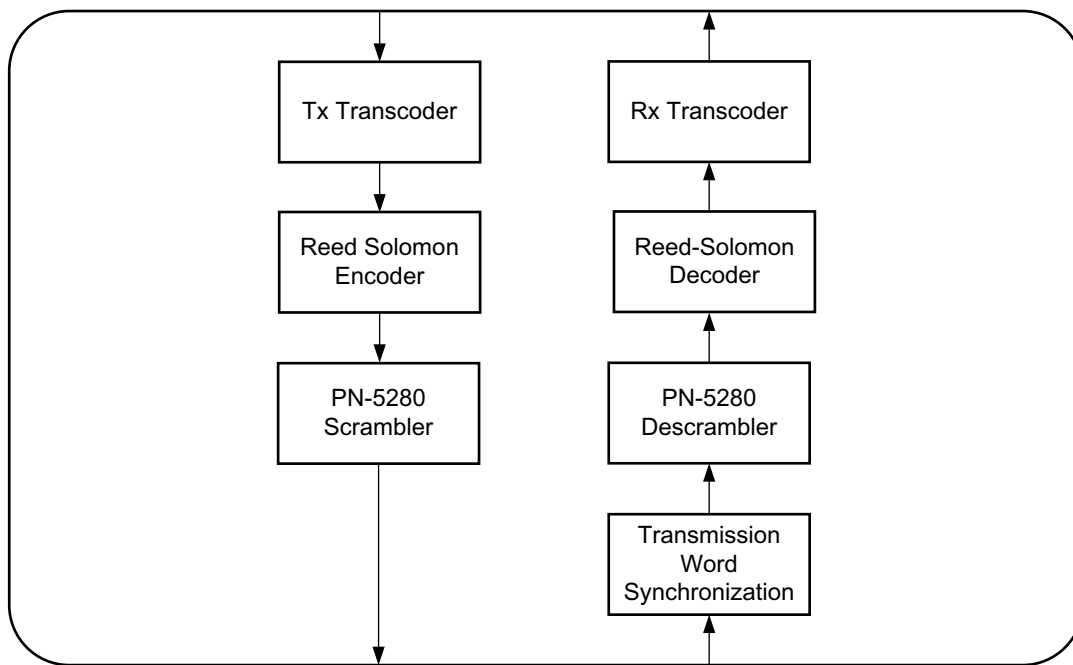 Tx Transcoder
Reed Solomon
Encoder
PN-5280
Scrambler
Rx Transcoder
Reed-Solomon
Decoder
PN-5280
Descrambler
Transmission
Word
Synchronization